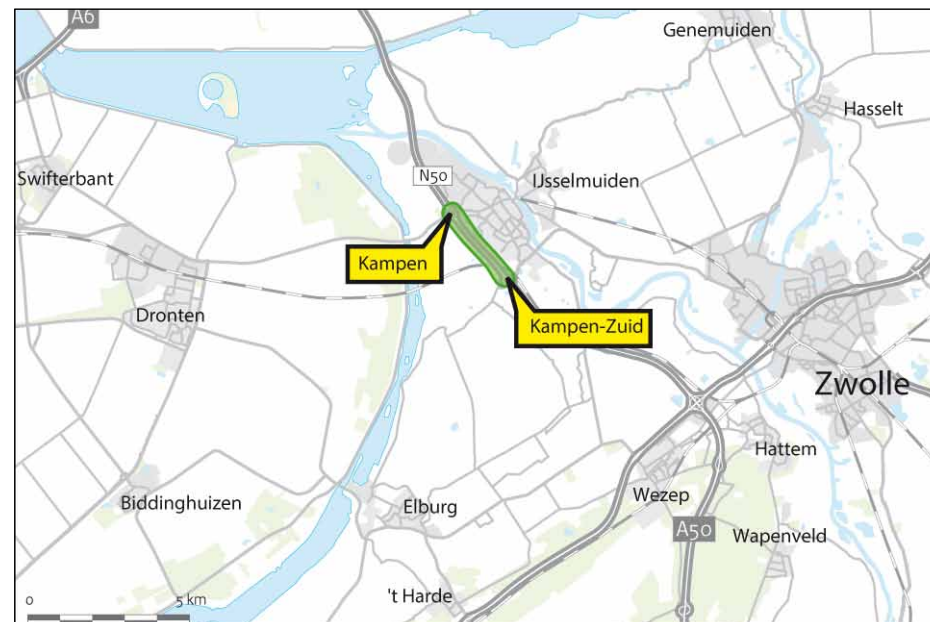 A6
Genemuiden
Hasselt
Swifterbant
N50
IJsselmuiden
Kampen
Kampen-Zuid
Dronten
Zwolle
Hattem
Wezep
Biddinghuizen
Elburg
A50
Wapenveld
't Harde
0 5 km